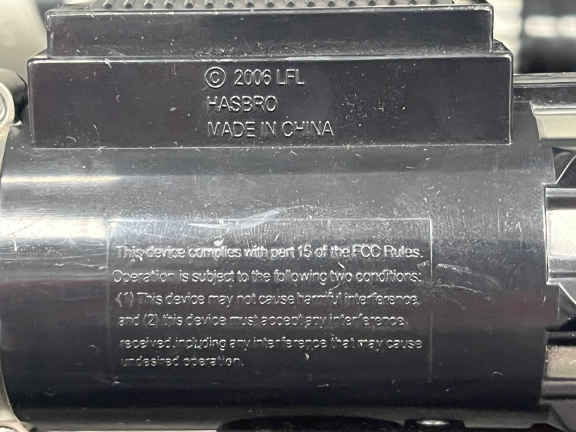 © 2006 LFL
HASBRO
MADE IN CHINA
This device complies with part 15 of the FCC Rules.
Operation is subject to the following two conditions:
(1) This device may not cause harmful interference,
and (2) this device must accept any interference
received, including any interference that may cause
undesired operation.